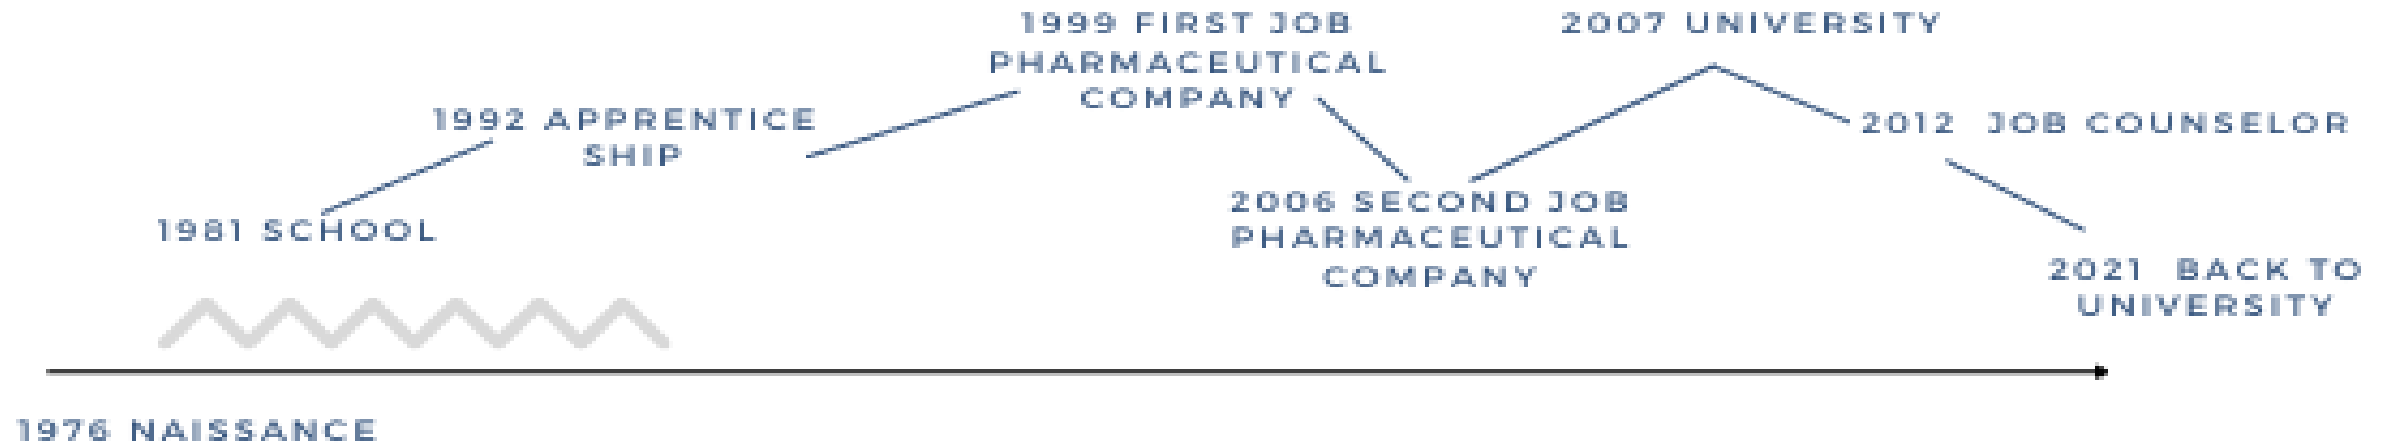 1999 FIRST JOB
PHARMACEUTICAL
COMPANY
2007 UNIVERSITY
1992 APPRENTICE
SHIP
2012 JOB COUNSELOR
1981 SCHOOL
2006 SECOND JOB
PHARMACEUTICAL
COMPANY
2021 BACK TO
UNIVERSITY
1976 NAISSANCE